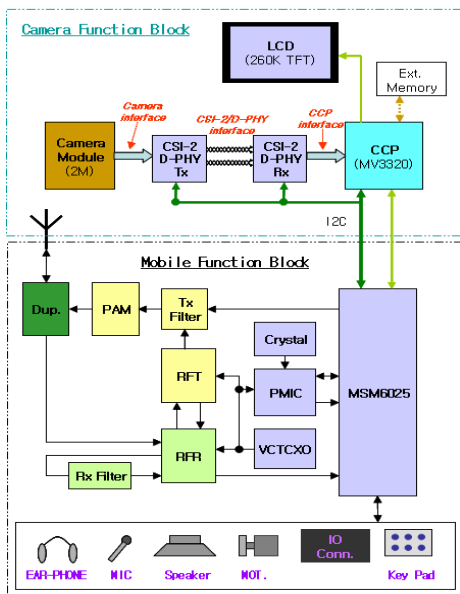 Camera Function Block
LCD
(260K TFT)
Ext.
Memory
Camera
interface
CSI-2/D-PHY
interface
CCP
interface
Camera
Module
(2M)
CSI-2
D-PHY
Tx
CSI-2
D-PHY
Rx
CCP
(MV3320)
I2C
Mobile Function Block
Dup.
PAM
Tx
Filter
Crystal
RFT
PMIC
MSM6025
RFR
VCTCXO
Rx Filter
IO
Conn.
EAR-PHONE
MIC
Speaker
MOT.
Key Pad